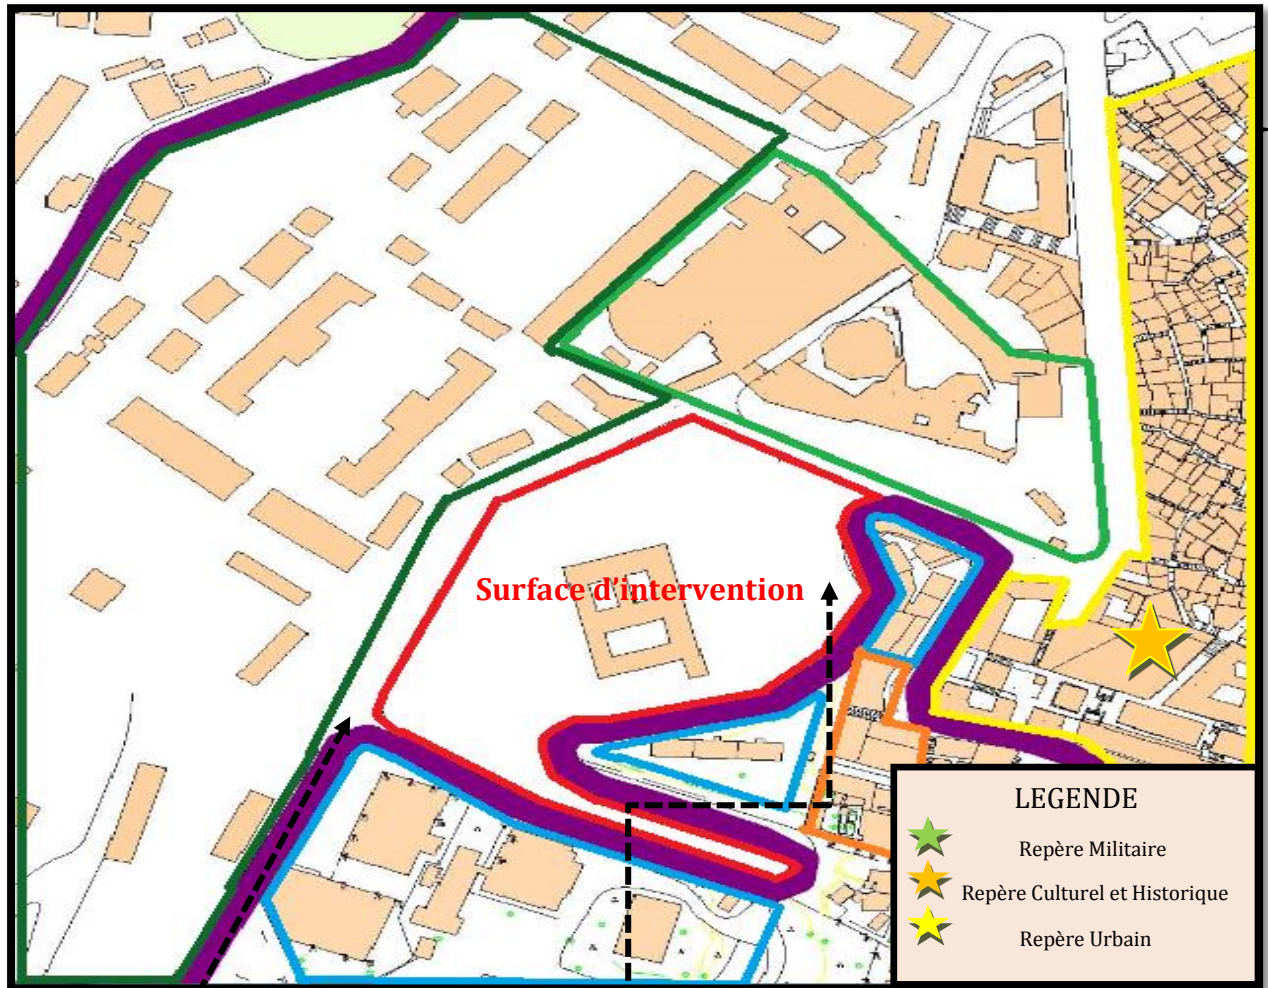 Surface d'intervention
LEGENDE
Repère Militaire
Repère Culturel et Historique
Repère Urbain